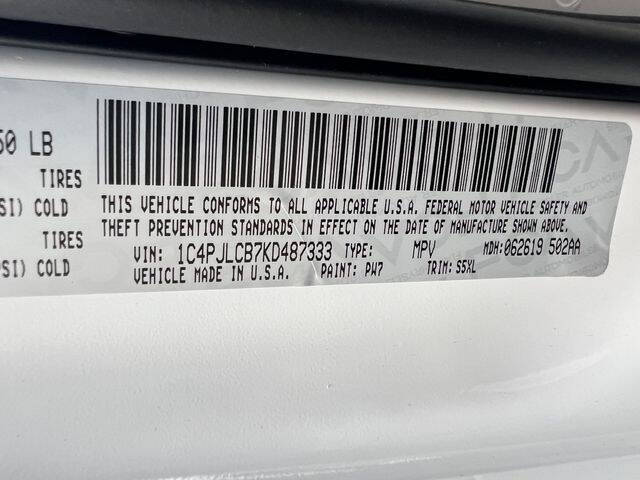 50 LB
TIRES
SI) COLD
TIRES
PSI) COLD
THIS VEHICLE CONFORMS TO ALL APPLICABLE U.S.A. FEDERAL MOTOR VEHICLE SAFETY AND
THEFT PREVENTION STANDARDS IN EFFECT ON THE DATE OF MANUFACTURE SHOWN ABOVE.
VIN: 1C4PJLCB7KD487333 TYPE: MPV MDH: 062619 502AA
VEHICLE MADE IN U.S.A. PAINT: PW7 TRIM: S5XL